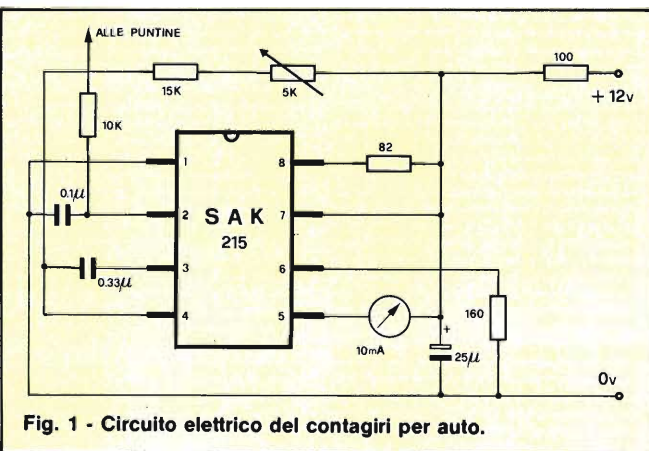 ALLE PUNTINE
100
15K
5K
+ 12v
10K
82
1
8
0.1µ
2
S A K
7
215
3
6
0.33µ
160
4
5
+
10mA
25µ
0v
Fig. 1 - Circuito elettrico del contagiri per auto.